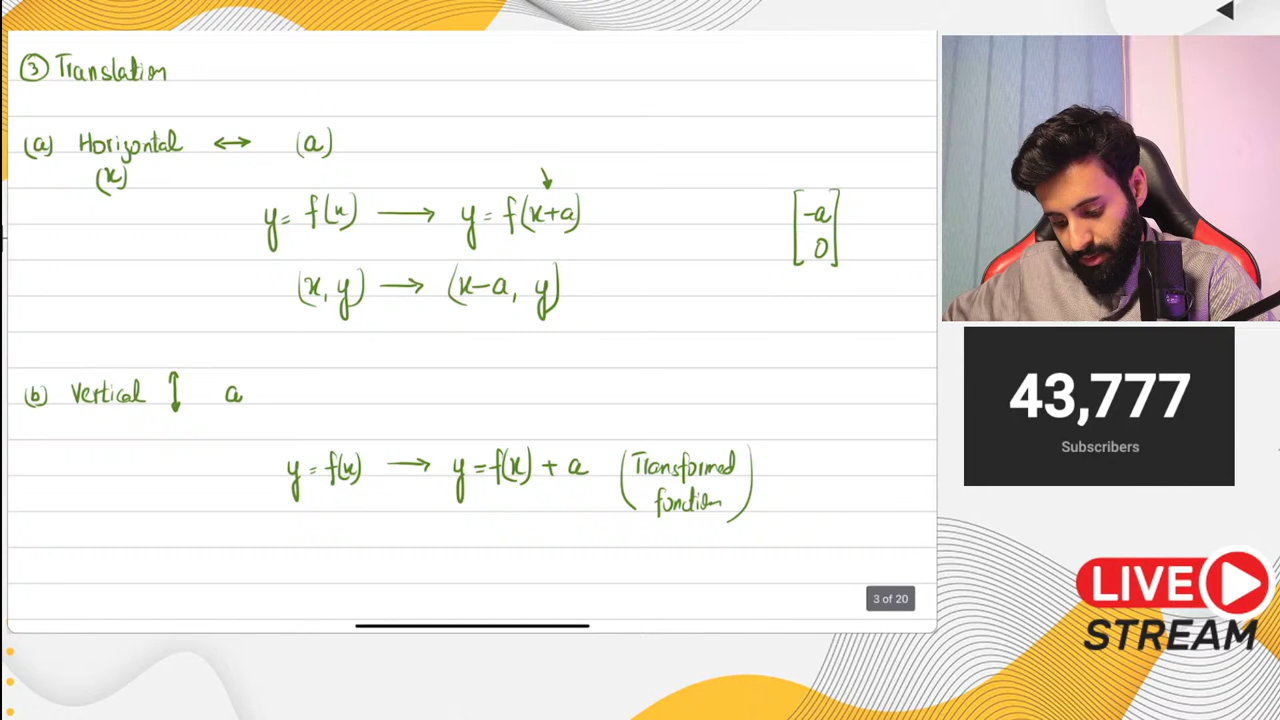 ③ Translation
(a) Horizontal ↔ (a)
(x)
y = f(x) → y = f(x+a)
[-a
0]
(x, y) → (x-a, y)
(b) Vertical ↕ a
y = f(x) → y = f(x) + a (Transformed
function)
3 of 20
43,777
Subscribers
LIVE
STREAM